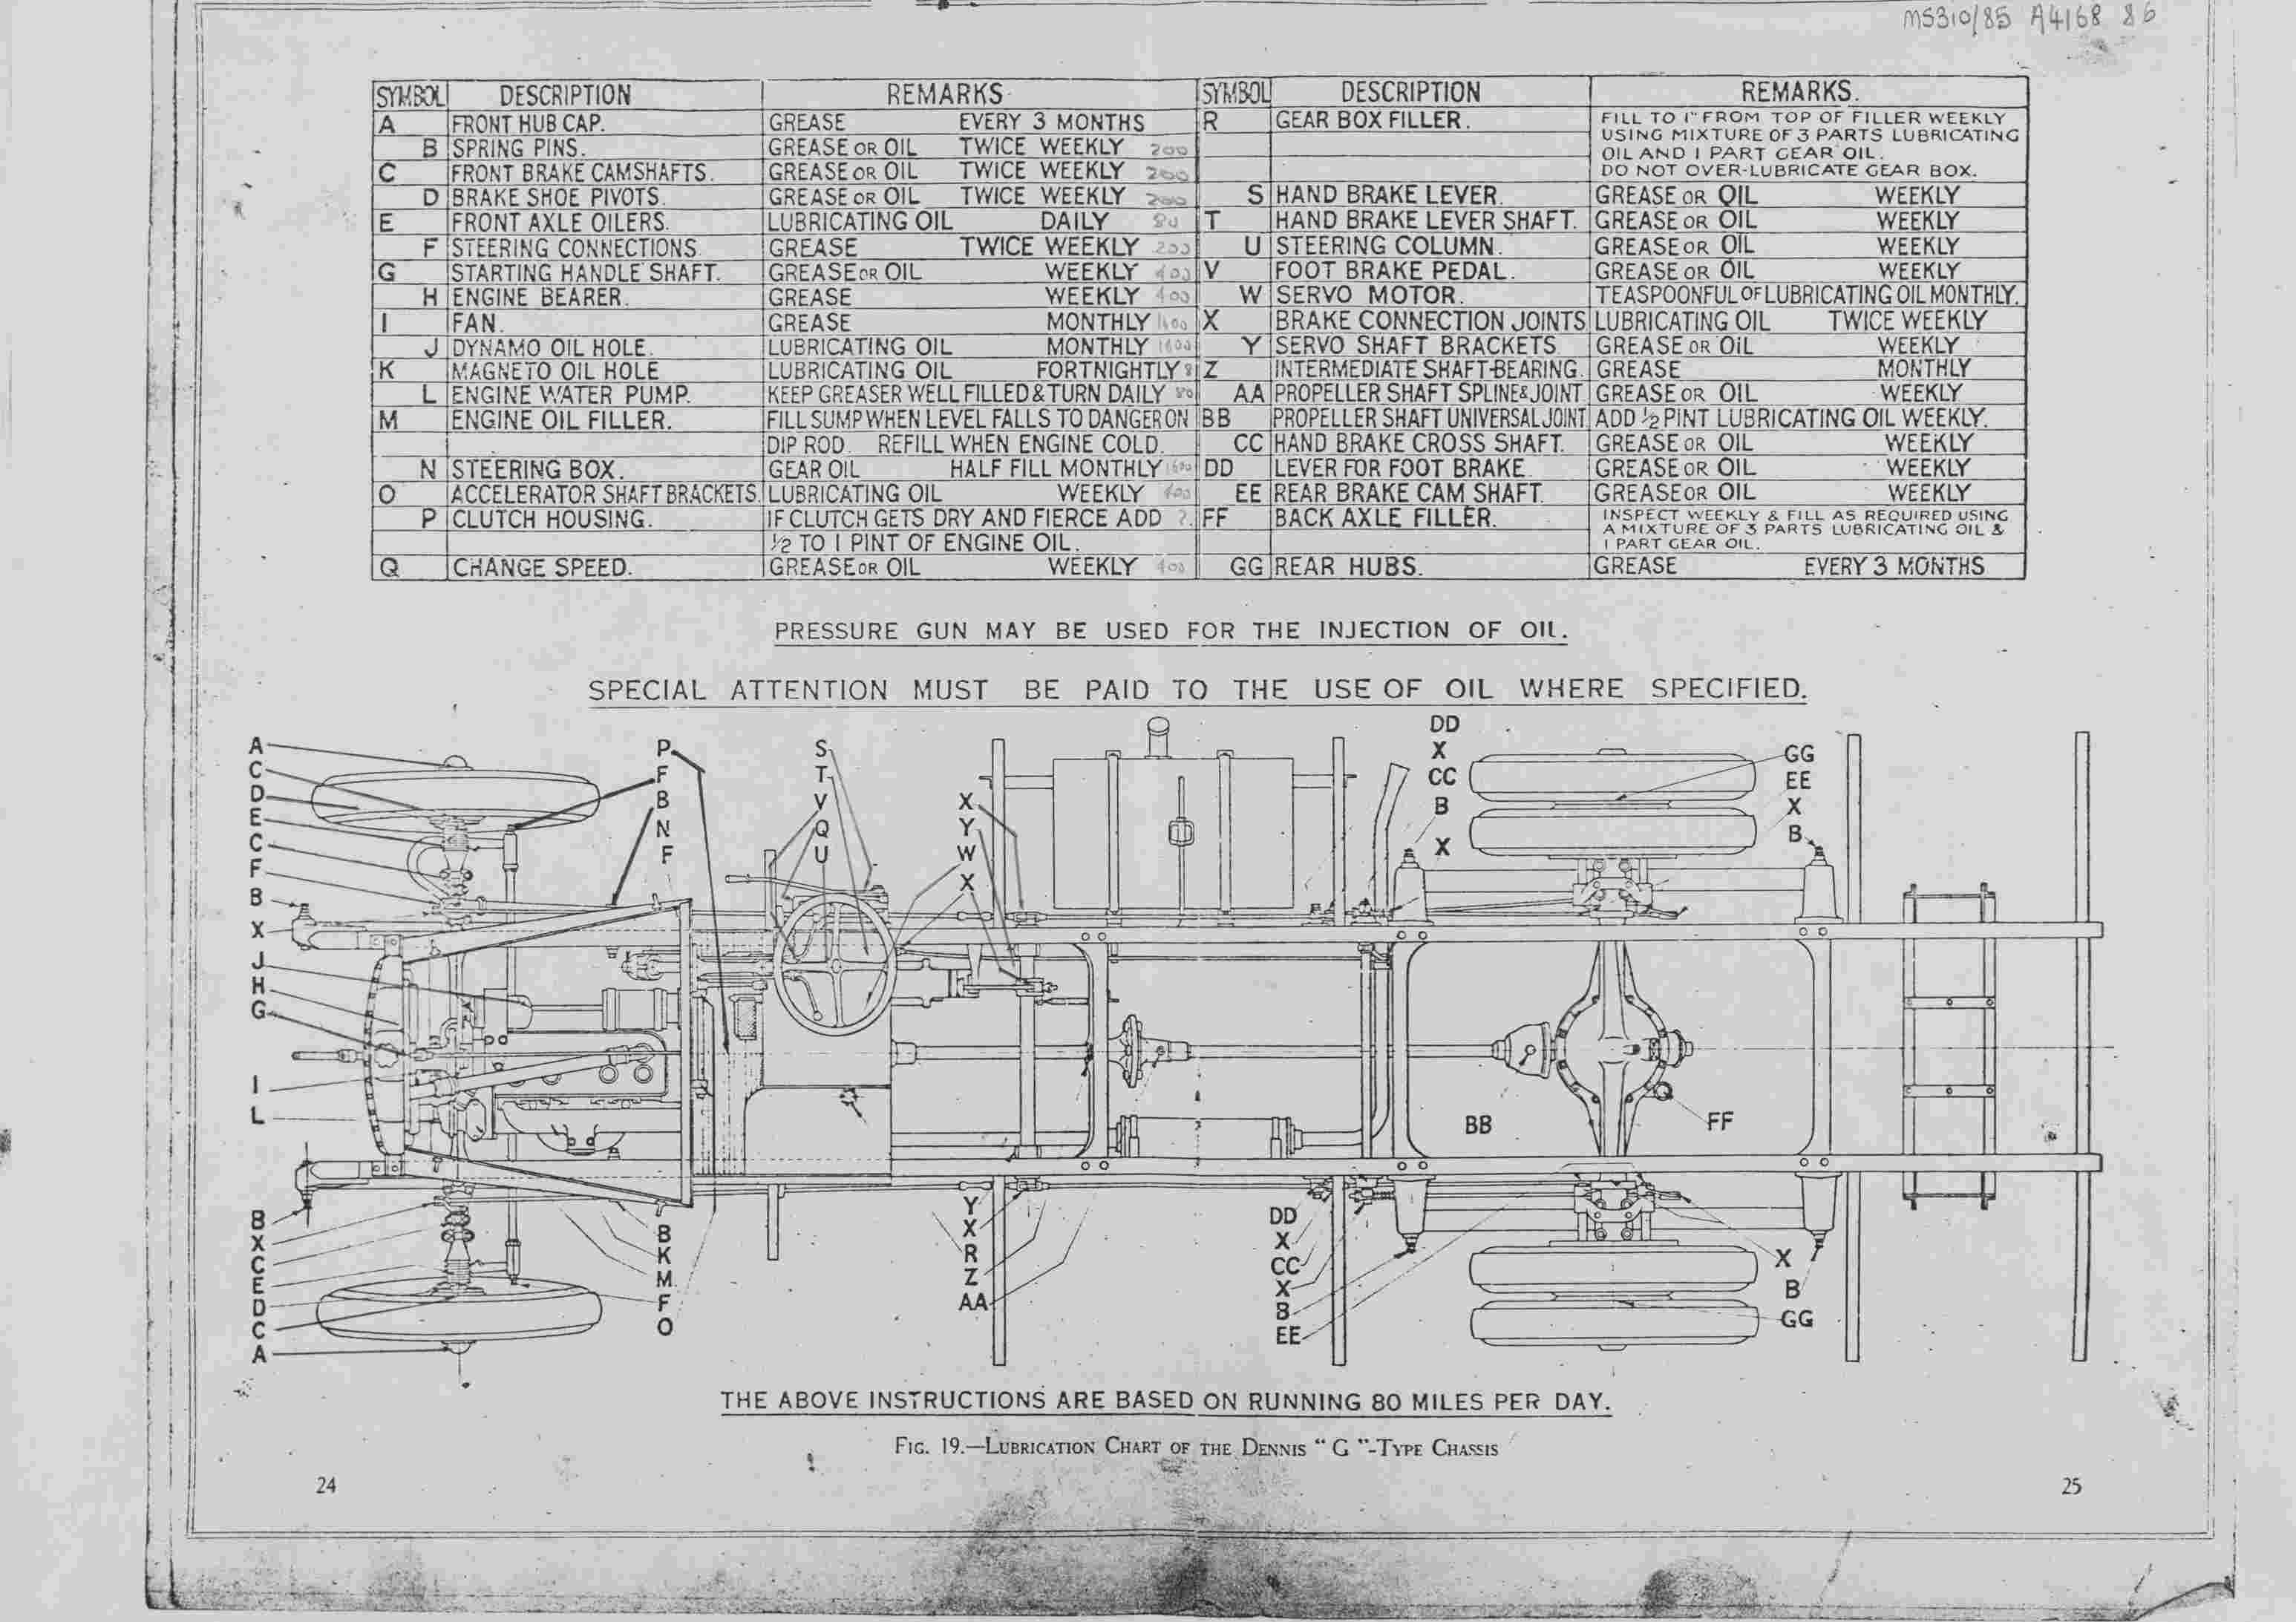 MS310/85 A4168 86
SYMBOL DESCRIPTION REMARKS
A FRONT HUB CAP. GREASE EVERY 3 MONTHS
B SPRING PINS. GREASE OR OIL TWICE WEEKLY 200
C FRONT BRAKE CAMSHAFTS. GREASE OR OIL TWICE WEEKLY 200
D BRAKE SHOE PIVOTS. GREASE OR OIL TWICE WEEKLY 200
E FRONT AXLE OILERS. LUBRICATING OIL DAILY 80
F STEERING CONNECTIONS. GREASE TWICE WEEKLY 200
G STARTING HANDLE SHAFT. GREASE OR OIL WEEKLY 400
H ENGINE BEARER. GREASE WEEKLY 400
I FAN. GREASE MONTHLY 1600
J DYNAMO OIL HOLE. LUBRICATING OIL MONTHLY 1600
K MAGNETO OIL HOLE LUBRICATING OIL FORTNIGHTLY
L ENGINE WATER PUMP. KEEP GREASER WELL FILLED & TURN DAILY 80
M ENGINE OIL FILLER. FILL SUMP WHEN LEVEL FALLS TO DANGER ON
DIP ROD. REFILL WHEN ENGINE COLD.
N STEERING BOX. GEAR OIL HALF FILL MONTHLY 1600
O ACCELERATOR SHAFT BRACKETS. LUBRICATING OIL WEEKLY 400
P CLUTCH HOUSING. IF CLUTCH GETS DRY AND FIERCE ADD ?.
½ TO 1 PINT OF ENGINE OIL.
Q CHANGE SPEED. GREASE OR OIL WEEKLY 400
SYMBOL DESCRIPTION REMARKS.
R GEAR BOX FILLER. FILL TO 1" FROM TOP OF FILLER WEEKLY
USING MIXTURE OF 3 PARTS LUBRICATING
OIL AND 1 PART GEAR OIL.
DO NOT OVER-LUBRICATE GEAR BOX.
S HAND BRAKE LEVER. GREASE OR OIL WEEKLY
T HAND BRAKE LEVER SHAFT. GREASE OR OIL WEEKLY
U STEERING COLUMN. GREASE OR OIL WEEKLY
V FOOT BRAKE PEDAL. GREASE OR OIL WEEKLY
W SERVO MOTOR. TEASPOONFUL OF LUBRICATING OIL MONTHLY.
X BRAKE CONNECTION JOINTS LUBRICATING OIL TWICE WEEKLY
Y SERVO SHAFT BRACKETS. GREASE OR OIL WEEKLY
Z INTERMEDIATE SHAFT-BEARING. GREASE MONTHLY
AA PROPELLER SHAFT SPLINE & JOINT GREASE OR OIL WEEKLY
BB PROPELLER SHAFT UNIVERSAL JOINT ADD ½ PINT LUBRICATING OIL WEEKLY.
CC HAND BRAKE CROSS SHAFT. GREASE OR OIL WEEKLY
DD LEVER FOR FOOT BRAKE. GREASE OR OIL WEEKLY
EE REAR BRAKE CAM SHAFT. GREASE OR OIL WEEKLY
FF BACK AXLE FILLER. INSPECT WEEKLY & FILL AS REQUIRED USING
A MIXTURE OF 3 PARTS LUBRICATING OIL &
1 PART GEAR OIL.
GG REAR HUBS. GREASE EVERY 3 MONTHS
PRESSURE GUN MAY BE USED FOR THE INJECTION OF OIL.
SPECIAL ATTENTION MUST BE PAID TO THE USE OF OIL WHERE SPECIFIED.
A
C
D
E
C
F
B
X
J
H
G
I
L
B
X
C
E
D
C
A
P
F
B
N
F
B
K
M
F
O
S
T
V
Q
U
X
Y
W
X
Y
X
R
Z
AA
DD
X
CC
B
X
DD
X
CC
X
B
EE
BB
FF
GG
EE
X
B
X
B
GG
THE ABOVE INSTRUCTIONS ARE BASED ON RUNNING 80 MILES PER DAY.
FIG. 19.—LUBRICATION CHART OF THE DENNIS "G"-TYPE CHASSIS
24
25